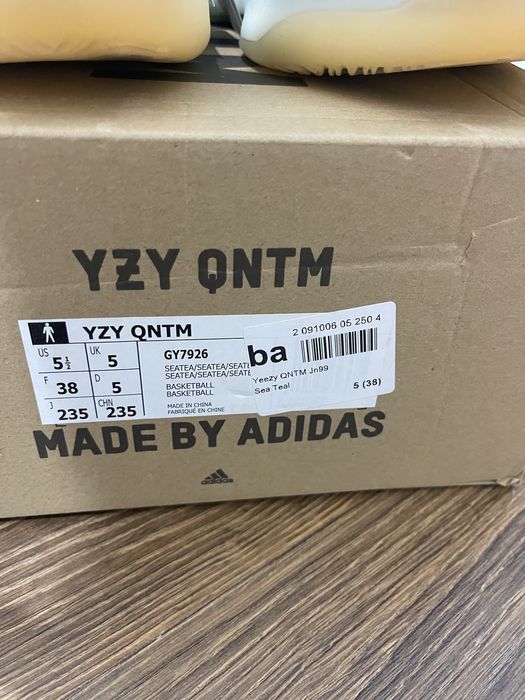 YZY QNTM
YZY QNTM
US 5½ UK 5
F 38 D 5
J 235 CHN 235
GY7926
SEATEA/SEATEA/SEATE
SEATEA/SEATEA/SEATE
BASKETBALL
BASKETBALL
MADE IN CHINA
FABRIQUÉ EN CHINE
2 091006 05 250 4
ba
Yeezy QNTM Jn99
Sea Teal
5 (38)
MADE BY ADIDAS
adidas